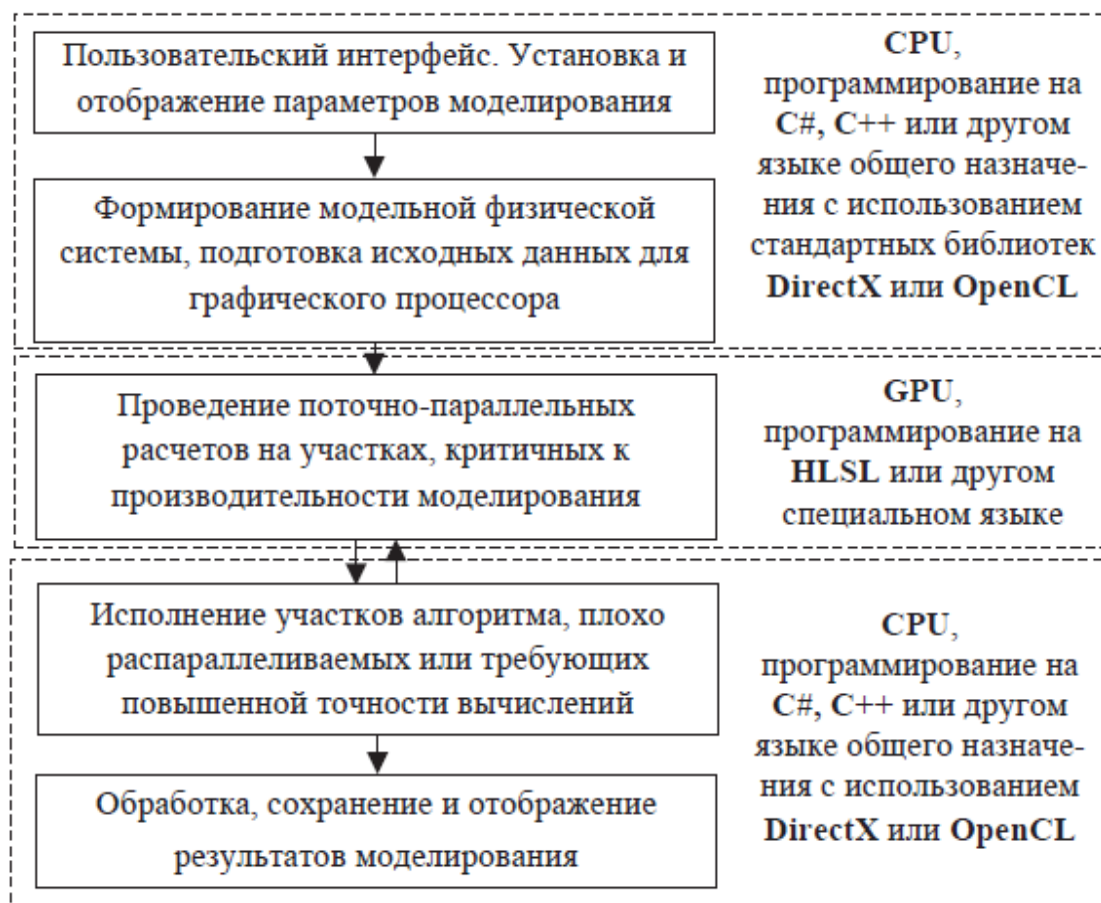 Пользовательский интерфейс. Установка и
отображение параметров моделирования
Формирование модельной физической
системы, подготовка исходных данных для
графического процессора
CPU,
программирование на
C#, C++ или другом
языке общего назначе-
ния с использованием
стандартных библиотек
DirectX или OpenCL
Проведение поточно-параллельных
расчетов на участках, критичных к
производительности моделирования
GPU,
программирование на
HLSL или другом
специальном языке
Исполнение участков алгоритма, плохо
распараллеливаемых или требующих
повышенной точности вычислений
Обработка, сохранение и отображение
результатов моделирования
CPU,
программирование на
C#, C++ или другом
языке общего назначе-
ния с использованием
DirectX или OpenCL